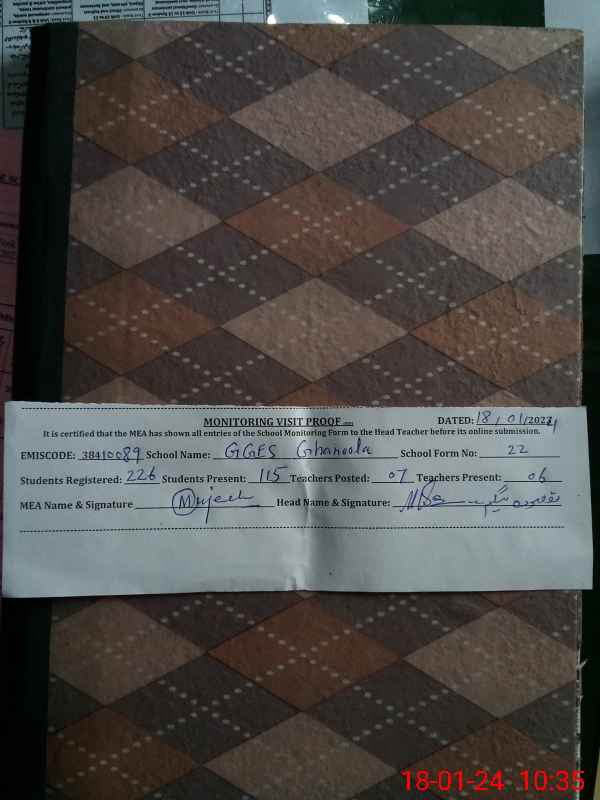 MONITORING VISIT PROOF
DATED: 18/01/2024
It is certified that the MEA has shown all entries of the School Monitoring Form to the Head Teacher before its online submission.
EMISCODE: 38410089 School Name: GGES Ghanoola School Form No: 22
Students Registered: 226 Students Present: 115 Teachers Posted: 07 Teachers Present: 06
MEA Name & Signature Mujeeb Head Name & Signature:
18-01-24 10:35